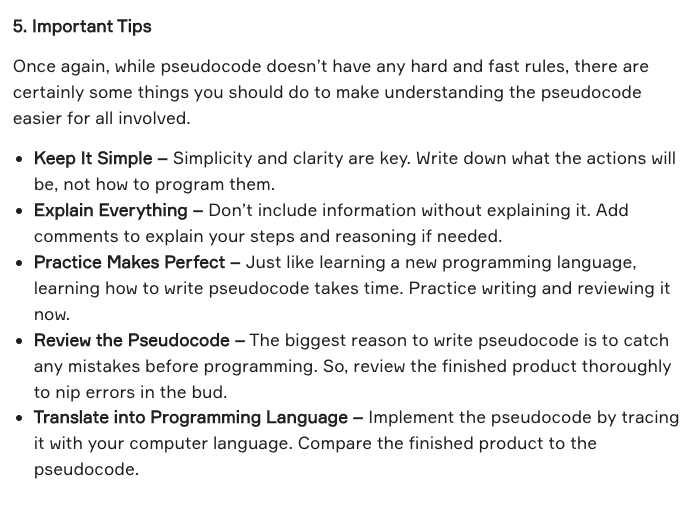 5. Important Tips
Once again, while pseudocode doesn't have any hard and fast rules, there are
certainly some things you should do to make understanding the pseudocode
easier for all involved.
• Keep It Simple – Simplicity and clarity are key. Write down what the actions will
be, not how to program them.
• Explain Everything – Don't include information without explaining it. Add
comments to explain your steps and reasoning if needed.
• Practice Makes Perfect – Just like learning a new programming language,
learning how to write pseudocode takes time. Practice writing and reviewing it
now.
• Review the Pseudocode – The biggest reason to write pseudocode is to catch
any mistakes before programming. So, review the finished product thoroughly
to nip errors in the bud.
• Translate into Programming Language – Implement the pseudocode by tracing
it with your computer language. Compare the finished product to the
pseudocode.